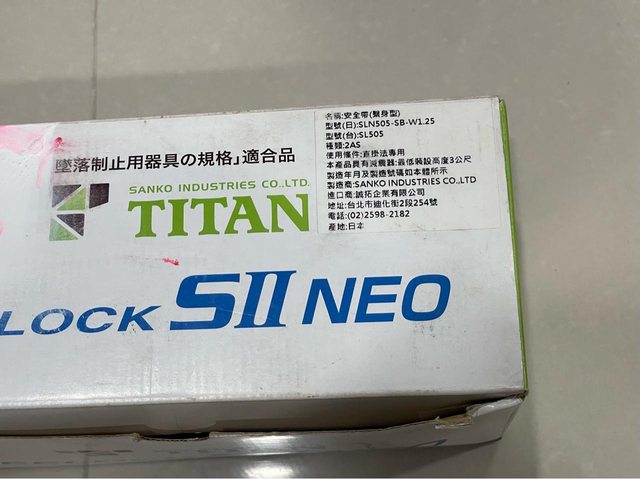 名稱:安全帶(繫身型)
型號(日):SLN505-SB-W1.25
型號(台):SL505
種類:2AS
使用條件:直掛法專用
本產品具有減震器:最低裝設高度3公尺
製造年月及製造號碼如本體所示
製造商:SANKO INDUSTRIES CO.,LTD
進口商:誠拓企業有限公司
地址:台北市迪化街2段254號
電話:(02)2598-2182
產地:日本
墜落制止用器具の規格」適合品
SANKO INDUSTRIES CO.,LTD.
TITAN
LOCK SII NEO